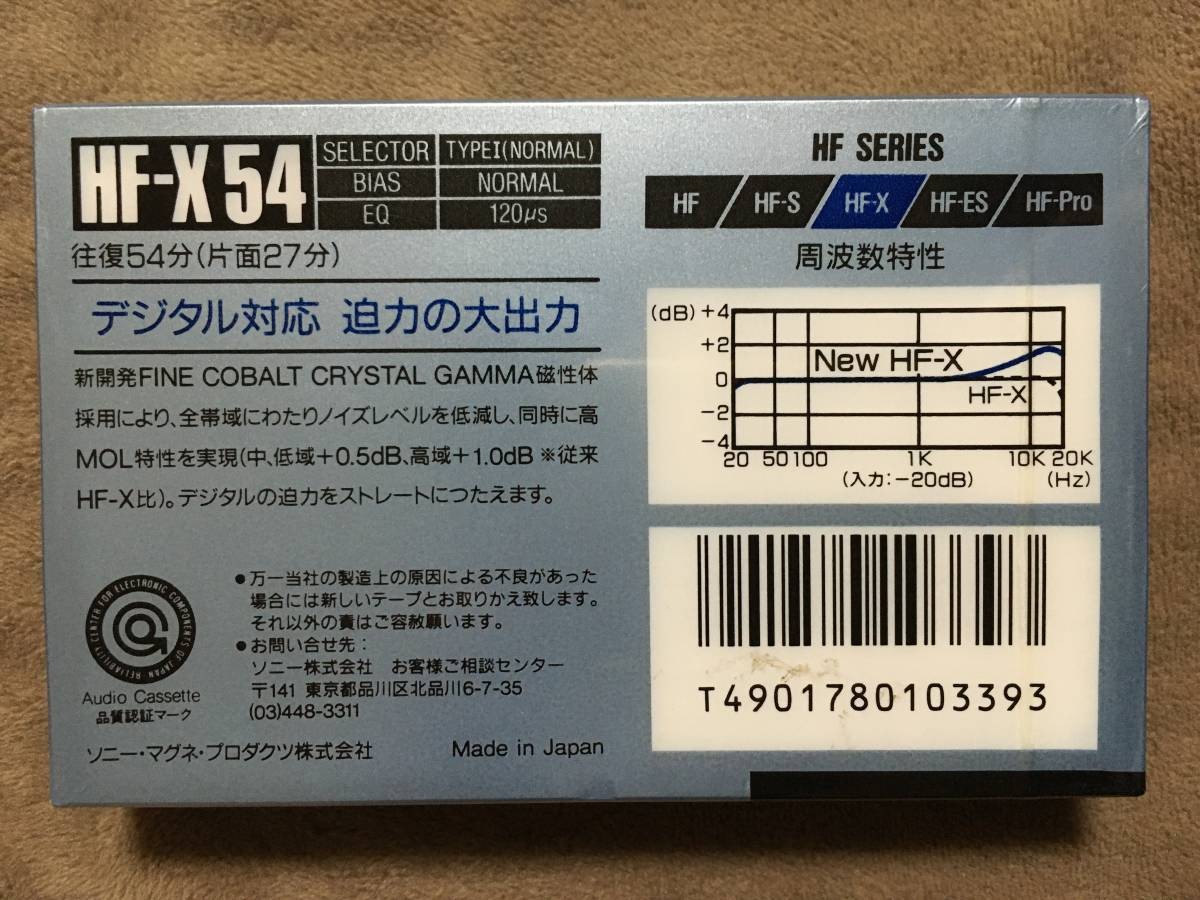 HF-X 54
SELECTOR TYPEI(NORMAL)
BIAS NORMAL
EQ 120μs
往復54分(片面27分)
デジタル対応 迫力の大出力
新開発FINE COBALT CRYSTAL GAMMA磁性体
採用により、全帯域にわたりノイズレベルを低減し、同時に高
MOL特性を実現(中、低域+0.5dB、高域+1.0dB ※従来
HF-X比)。デジタルの迫力をストレートにつたえます。
RELIABILITY CENTER FOR ELECTRONIC COMPONENTS OF JAPAN
Audio Cassette
品質認証マーク
●万一当社の製造上の原因による不良があった
場合には新しいテープとお取りかえ致します。
それ以外の責はご容赦願います。
●お問い合せ先:
ソニー株式会社 お客様ご相談センター
〒141 東京都品川区北品川6-7-35
(03)448-3311
ソニー・マグネ・プロダクツ株式会社 Made in Japan
HF SERIES
HF HF-S HF-X HF-ES HF-Pro
周波数特性
(dB) +4
+2
New HF-X
0
HF-X
-2
-4
20 50 100 1K 10K 20K
(入力:-20dB) (Hz)
T4901780103393